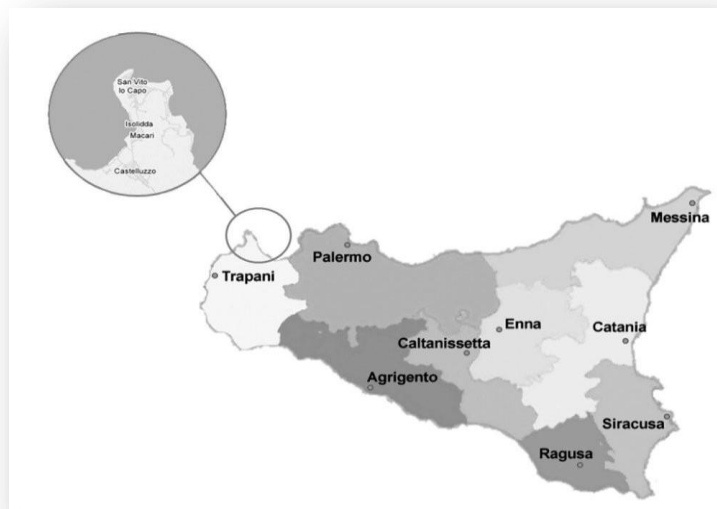 San Vito
lo Capo
Isolidda
Macari
Castelluzzo
Messina
Palermo
Trapani
Enna
Catania
Caltanissetta
Agrigento
Siracusa
Ragusa